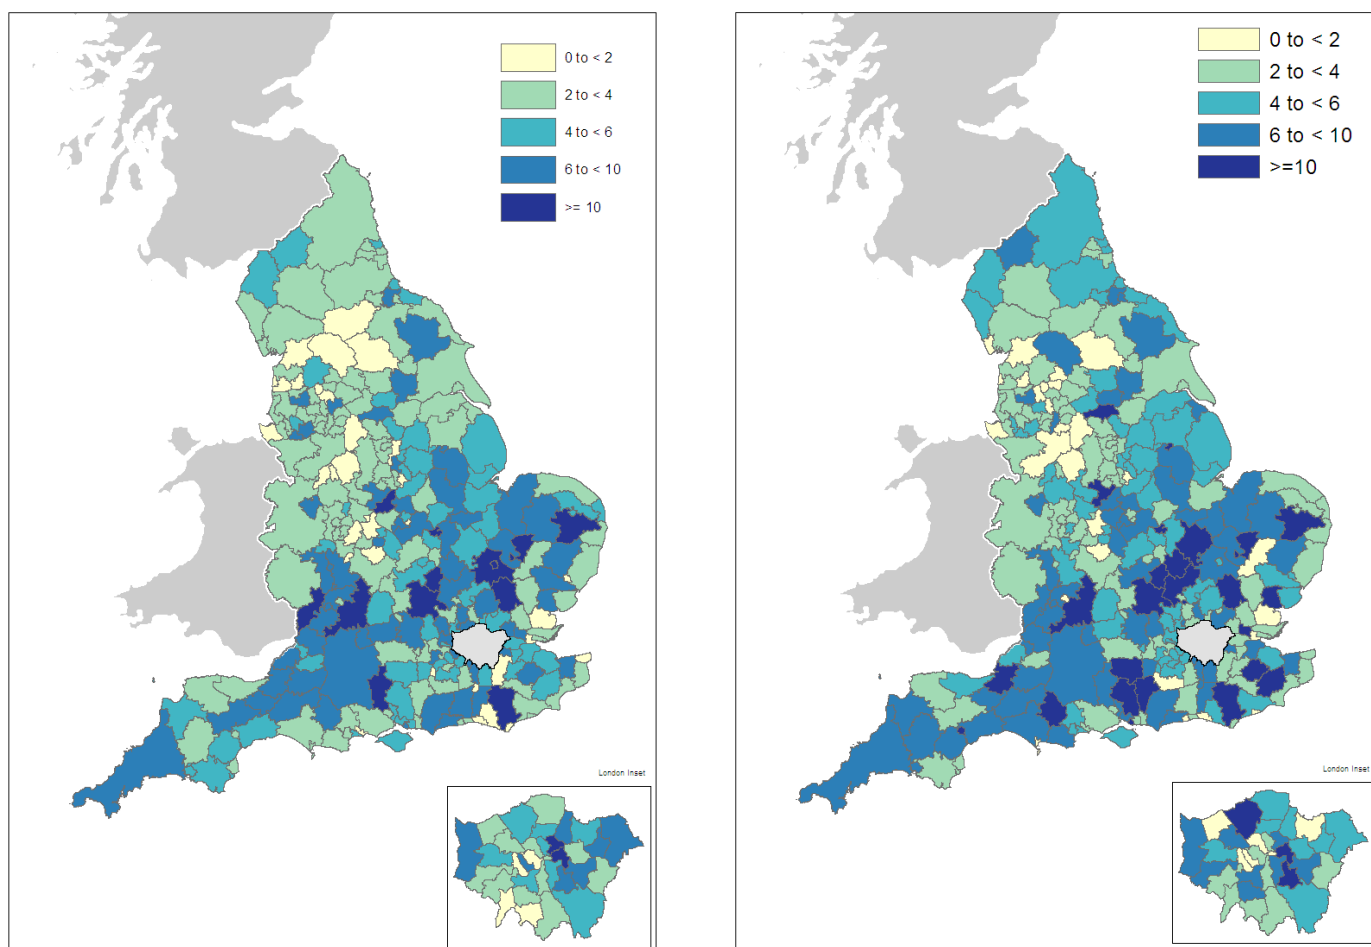 0 to < 2
2 to < 4
4 to < 6
6 to < 10
>= 10
London Inset
0 to < 2
2 to < 4
4 to < 6
6 to < 10
>=10
London Inset